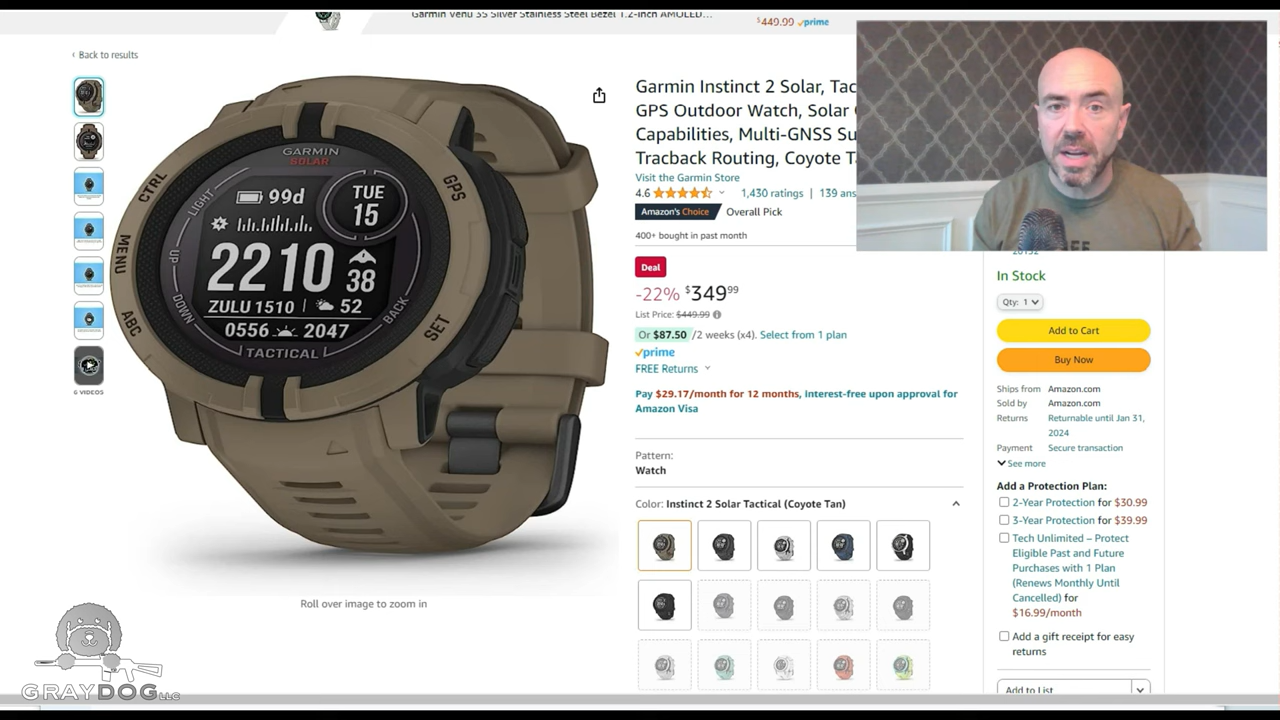 Garmin Venu 3S Silver Stainless Steel Bezel 1.2-inch AMOLED...
$449.99 prime
‹ Back to results
6 VIDEOS
GARMIN
SOLAR
CTRL
LIGHT
GPS
99d
TUE
15
MENU
UP
2210
38
DOWN
ZULU 1510
52
BACK
ABC
0556
2047
SET
TACTICAL
Roll over image to zoom in
Garmin Instinct 2 Solar, Tac
GPS Outdoor Watch, Solar
Capabilities, Multi-GNSS Su
Tracback Routing, Coyote T
Visit the Garmin Store
4.6 1,430 ratings | 139 ans
Amazon's Choice Overall Pick
400+ bought in past month
Deal
-22% $349.99
List Price: $449.99
Or $87.50 /2 weeks (x4). Select from 1 plan
prime
FREE Returns
Pay $29.17/month for 12 months, interest-free upon approval for
Amazon Visa
Pattern:
Watch
Color: Instinct 2 Solar Tactical (Coyote Tan)
In Stock
Qty: 1
Add to Cart
Buy Now
Ships from Amazon.com
Sold by Amazon.com
Returns Returnable until Jan 31,
2024
Payment Secure transaction
See more
Add a Protection Plan:
2-Year Protection for $30.99
3-Year Protection for $39.99
Tech Unlimited – Protect
Eligible Past and Future
Purchases with 1 Plan
(Renews Monthly Until
Cancelled) for
$16.99/month
Add a gift receipt for easy
returns
Add to List
GRAYDOG LLC